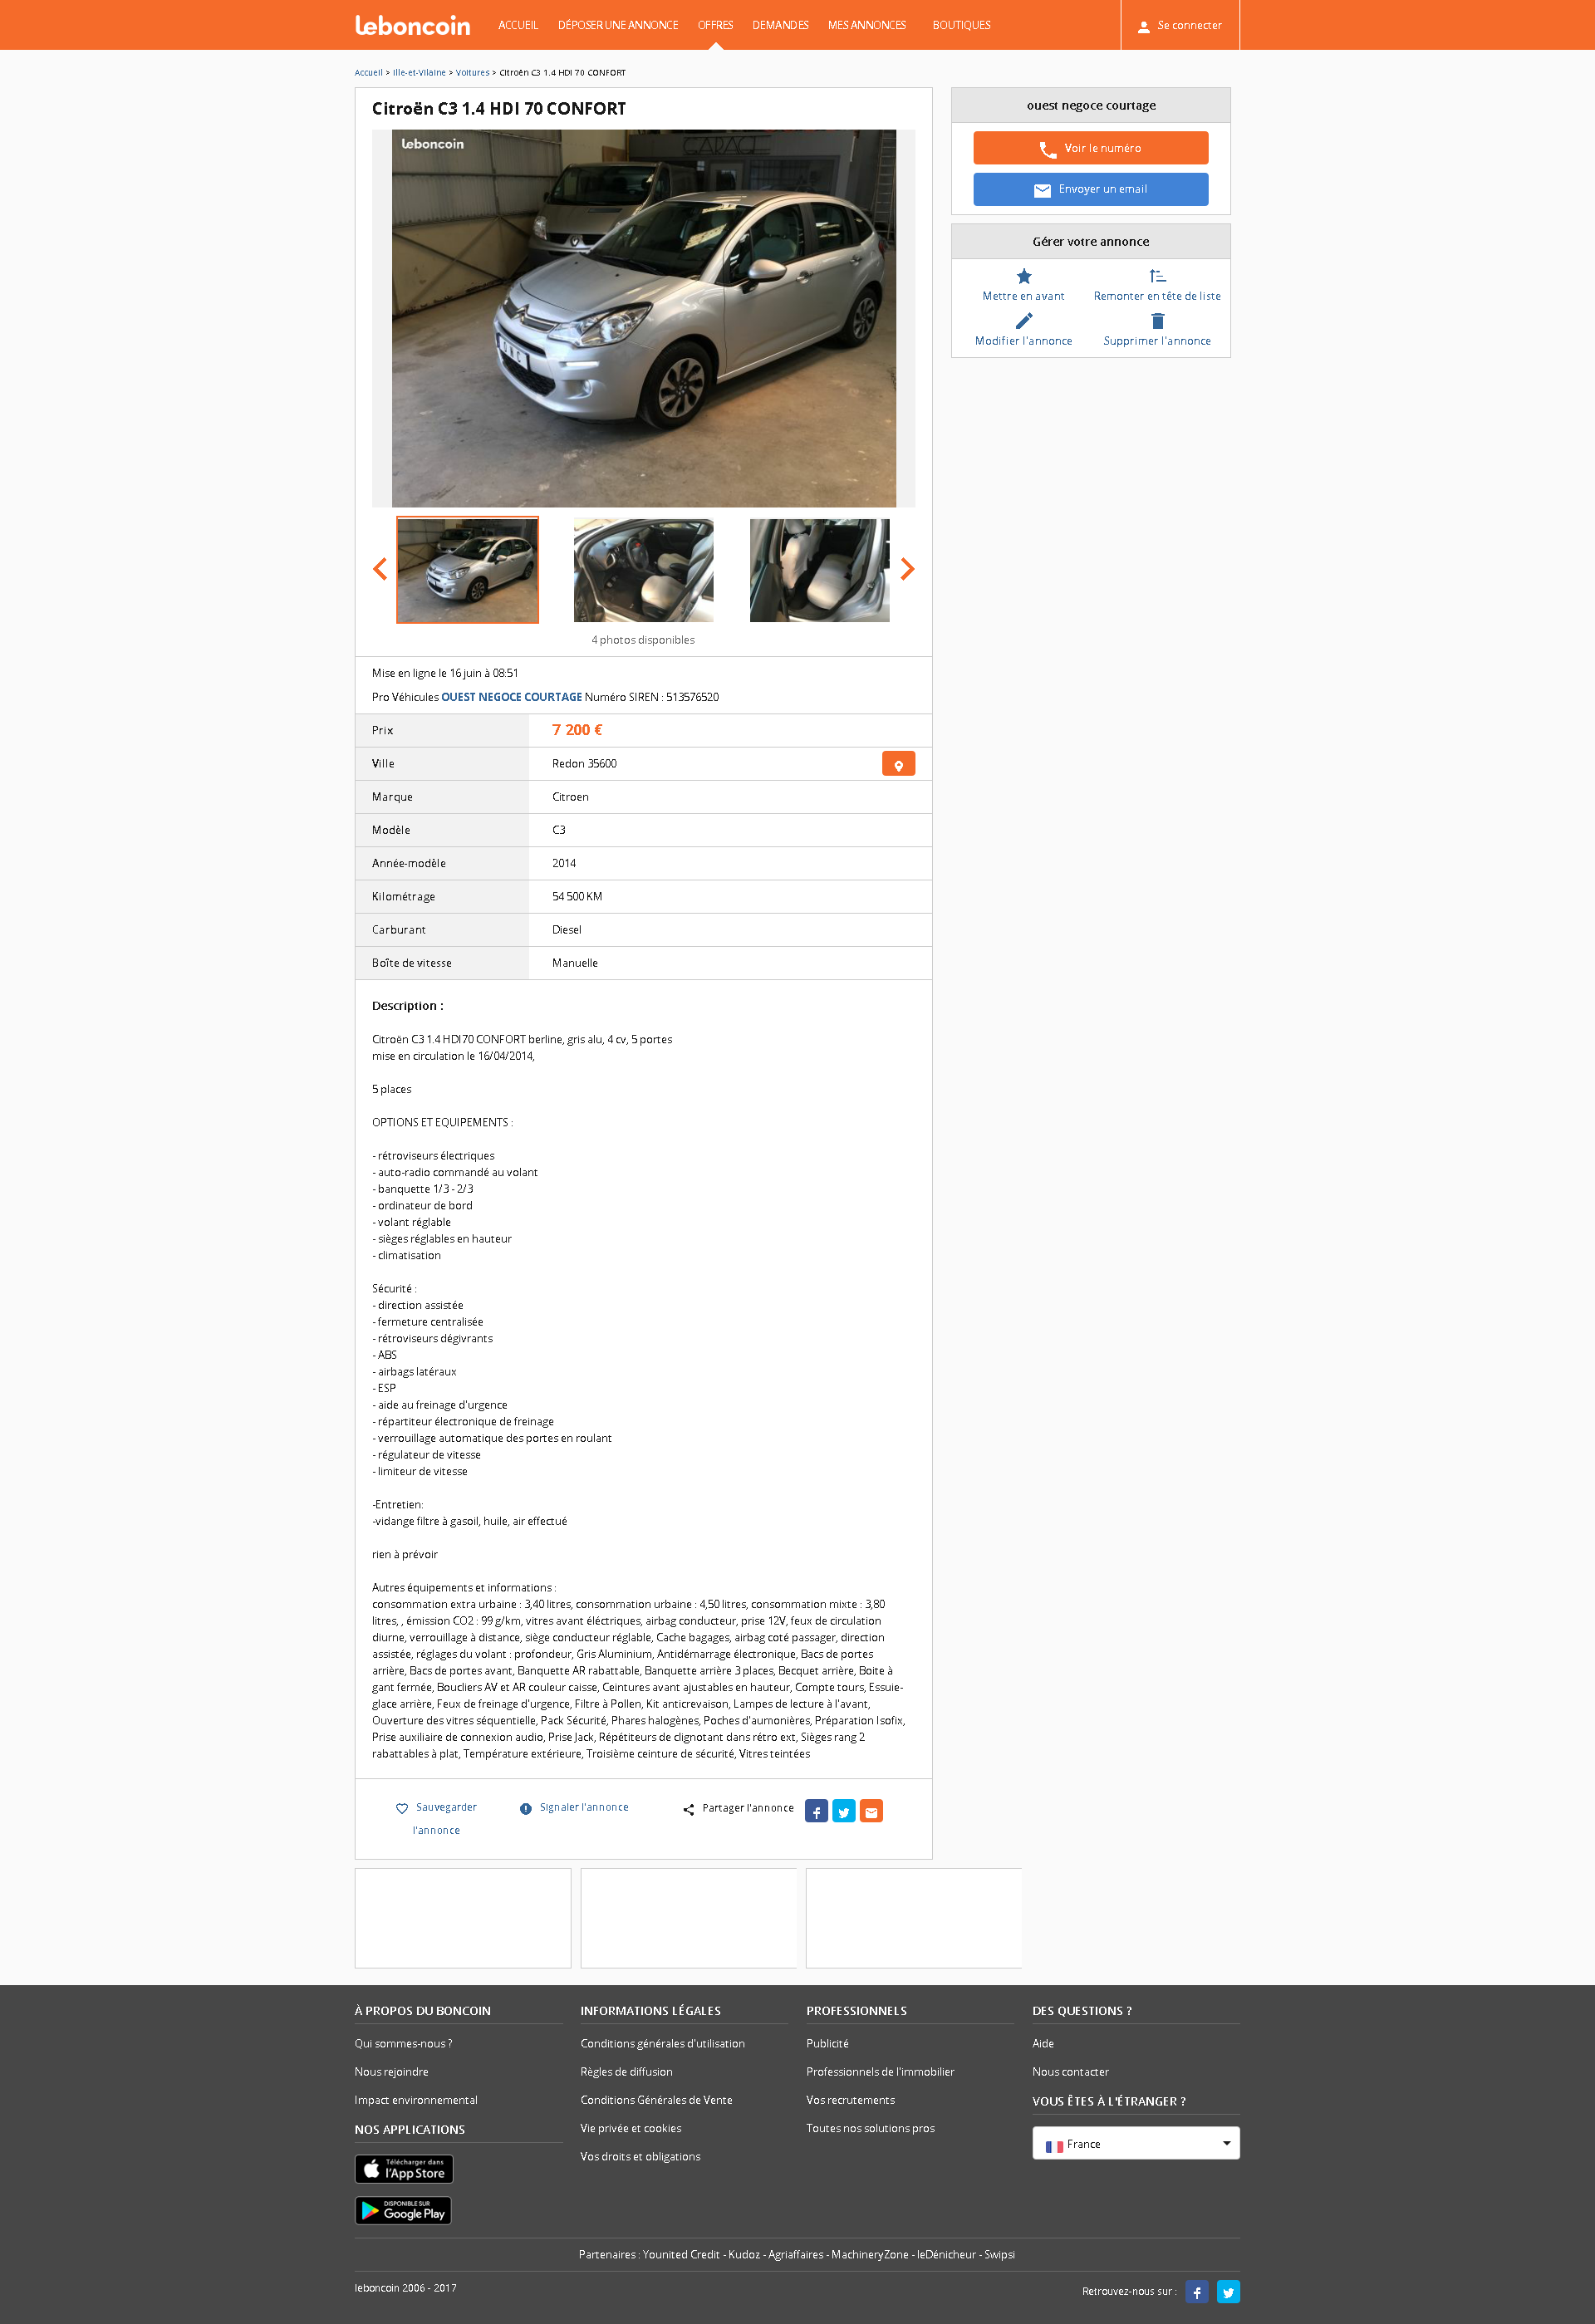 leboncoin
ACCUEIL DÉPOSER UNE ANNONCE OFFRES DEMANDES MES ANNONCES BOUTIQUES
Se connecter
Accueil > Ille-et-Vilaine > Voitures > Citroën C3 1.4 HDI 70 CONFORT
Citroën C3 1.4 HDI 70 CONFORT
leboncoin
4 photos disponibles
Mise en ligne le 16 juin à 08:51
Pro Véhicules OUEST NEGOCE COURTAGE Numéro SIREN : 513576520
Prix 7 200 €
Ville Redon 35600
Marque Citroen
Modèle C3
Année-modèle 2014
Kilométrage 54 500 KM
Carburant Diesel
Boîte de vitesse Manuelle
Description :
Citroën C3 1.4 HDI70 CONFORT berline, gris alu, 4 cv, 5 portes
mise en circulation le 16/04/2014,
5 places
OPTIONS ET EQUIPEMENTS :
- rétroviseurs électriques
- auto-radio commandé au volant
- banquette 1/3 - 2/3
- ordinateur de bord
- volant réglable
- sièges réglables en hauteur
- climatisation
Sécurité :
- direction assistée
- fermeture centralisée
- rétroviseurs dégivrants
- ABS
- airbags latéraux
- ESP
- aide au freinage d'urgence
- répartiteur électronique de freinage
- verrouillage automatique des portes en roulant
- régulateur de vitesse
- limiteur de vitesse
-Entretien:
-vidange filtre à gasoil, huile, air effectué
rien à prévoir
Autres équipements et informations :
consommation extra urbaine : 3,40 litres, consommation urbaine : 4,50 litres, consommation mixte : 3,80
litres, , émission CO2 : 99 g/km, vitres avant éléctriques, airbag conducteur, prise 12V, feux de circulation
diurne, verrouillage à distance, siège conducteur réglable, Cache bagages, airbag coté passager, direction
assistée, réglages du volant : profondeur, Gris Aluminium, Antidémarrage électronique, Bacs de portes
arrière, Bacs de portes avant, Banquette AR rabattable, Banquette arrière 3 places, Becquet arrière, Boite à
gant fermée, Boucliers AV et AR couleur caisse, Ceintures avant ajustables en hauteur, Compte tours, Essuie-
glace arrière, Feux de freinage d'urgence, Filtre à Pollen, Kit anticrevaison, Lampes de lecture à l'avant,
Ouverture des vitres séquentielle, Pack Sécurité, Phares halogènes, Poches d'aumonières, Préparation Isofix,
Prise auxiliaire de connexion audio, Prise Jack, Répétiteurs de clignotant dans rétro ext, Sièges rang 2
rabattables à plat, Température extérieure, Troisième ceinture de sécurité, Vitres teintées
Sauvegarder
l'annonce
Signaler l'annonce
Partager l'annonce
ouest negoce courtage
Voir le numéro
Envoyer un email
Gérer votre annonce
Mettre en avant
Remonter en tête de liste
Modifier l'annonce
Supprimer l'annonce
À PROPOS DU BONCOIN
Qui sommes-nous ?
Nous rejoindre
Impact environnemental
NOS APPLICATIONS
Télécharger dans
l'App Store
DISPONIBLE SUR
Google Play
INFORMATIONS LÉGALES
Conditions générales d'utilisation
Règles de diffusion
Conditions Générales de Vente
Vie privée et cookies
Vos droits et obligations
PROFESSIONNELS
Publicité
Professionnels de l'immobilier
Vos recrutements
Toutes nos solutions pros
DES QUESTIONS ?
Aide
Nous contacter
VOUS ÊTES À L'ÉTRANGER ?
France
Partenaires : Younited Credit - Kudoz - Agriaffaires - MachineryZone - leDénicheur - Swipsi
leboncoin 2006 - 2017
Retrouvez-nous sur :